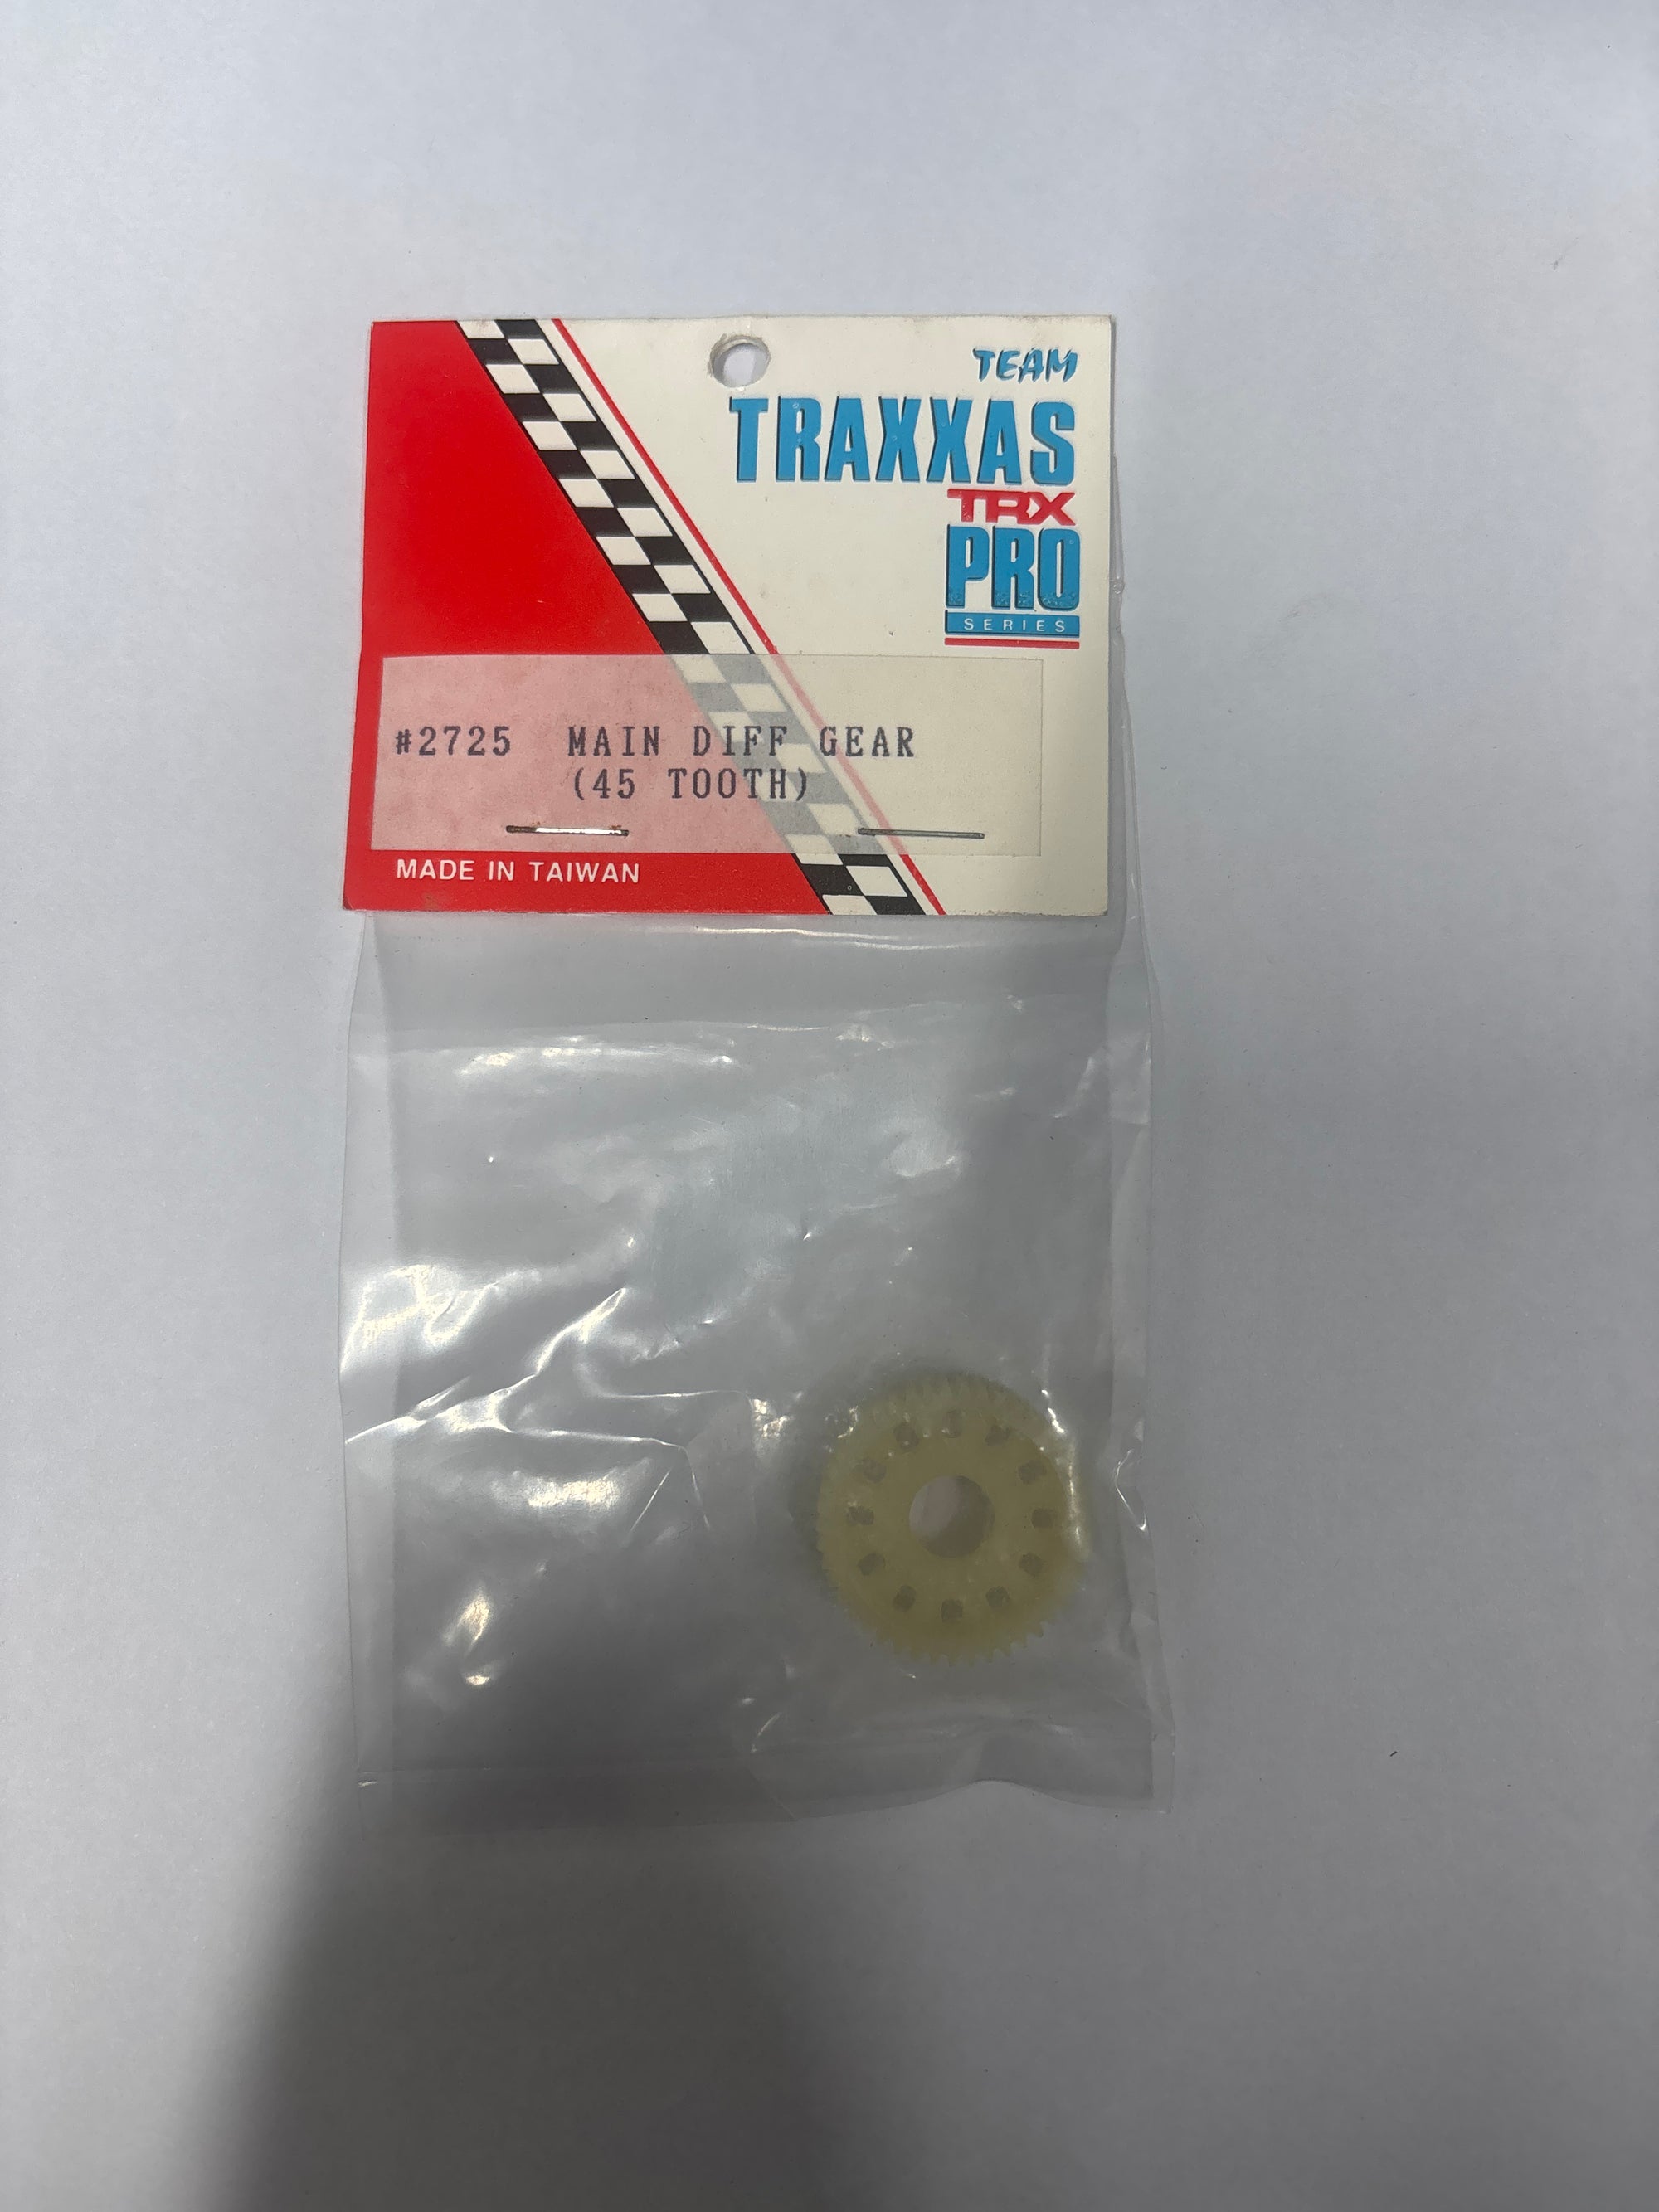 TEAM
TRAXXAS
TRX
PRO
SERIES
#2725 MAIN DIFF GEAR
(45 TOOTH)
MADE IN TAIWAN